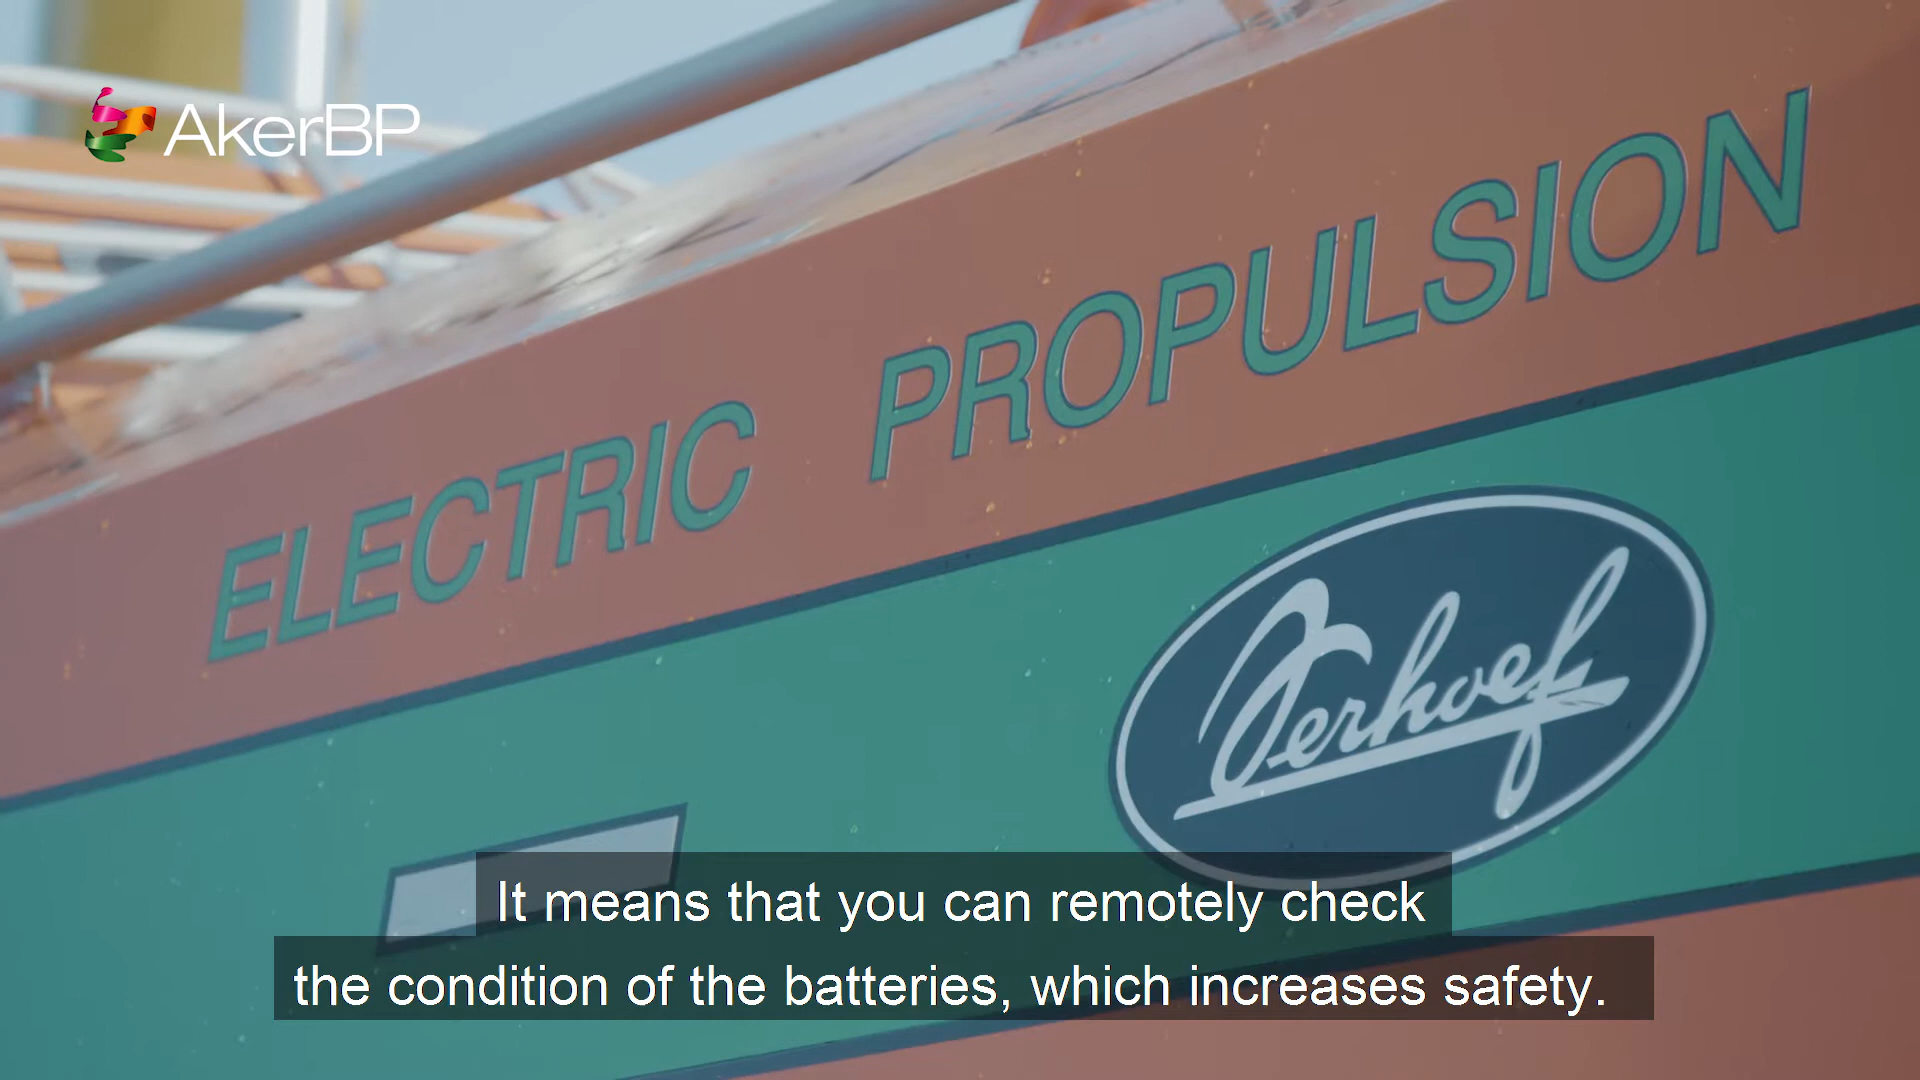 AkerBP
ELECTRIC PROPULSION
Verhoef
It means that you can remotely check
the condition of the batteries, which increases safety.